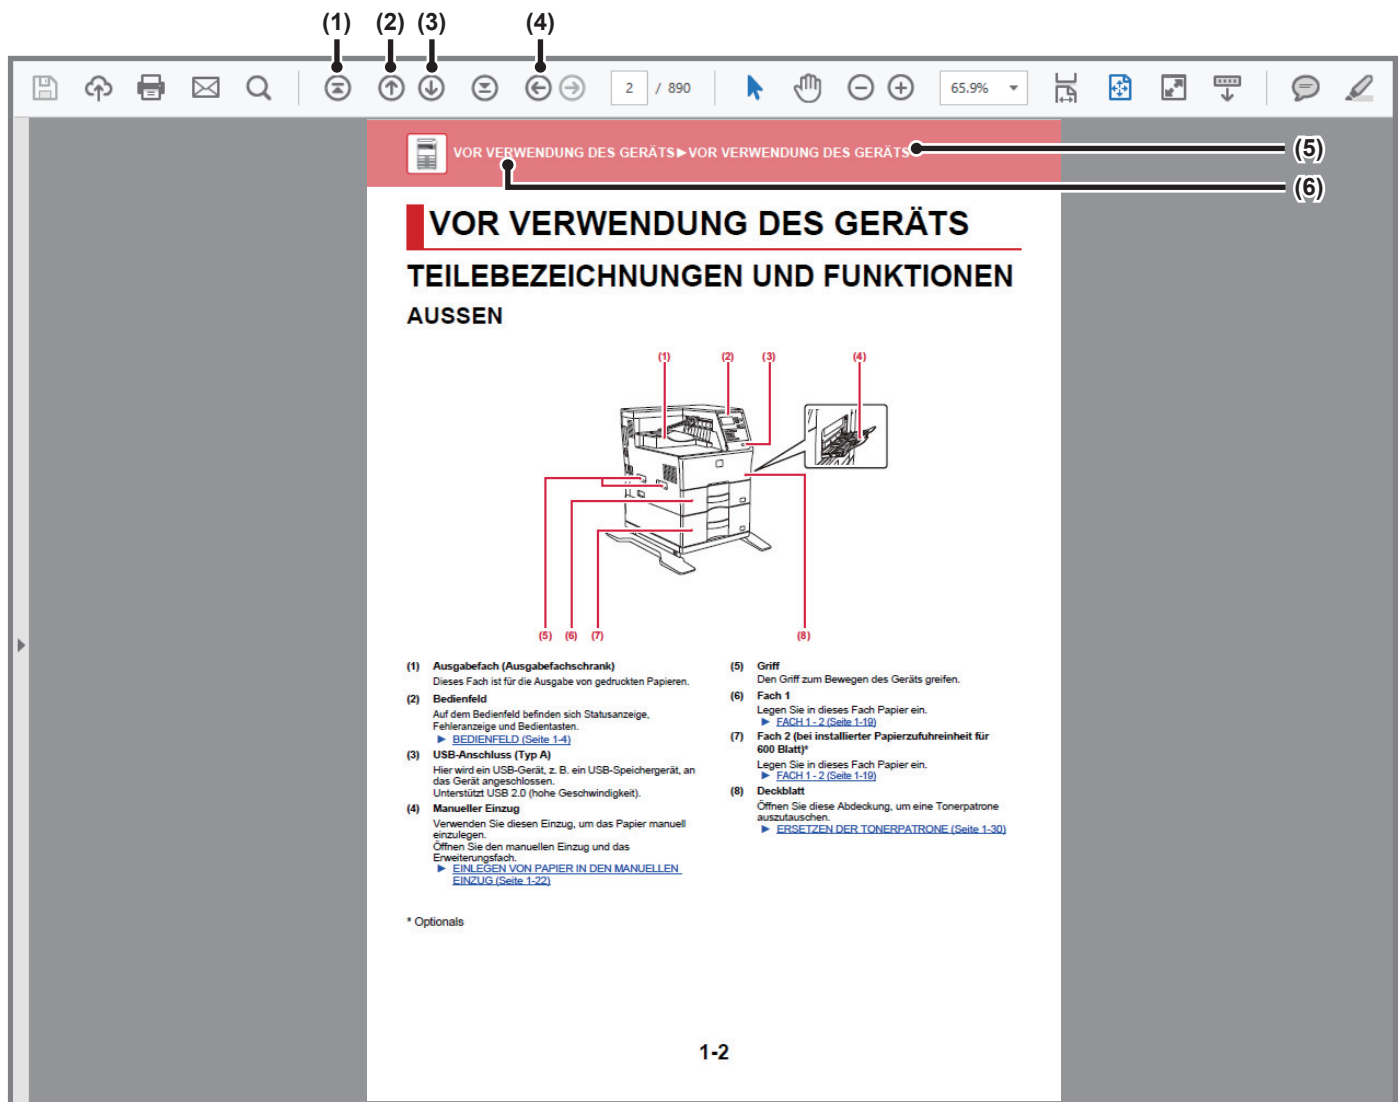 (1) (2) (3) (4)
2 / 890 65.9%
VOR VERWENDUNG DES GERÄTS►VOR VERWENDUNG DES GERÄTS
(5)
(6)
VOR VERWENDUNG DES GERÄTS
TEILEBEZEICHNUNGEN UND FUNKTIONEN
AUSSEN
(1) (2) (3) (4)
(5) (6) (7) (8)
(1) Ausgabefach (Ausgabefachschrank)
Dieses Fach ist für die Ausgabe von gedruckten Papieren.
(2) Bedienfeld
Auf dem Bedienfeld befinden sich Statusanzeige,
Fehleranzeige und Bedientasten.
► BEDIENFELD (Seite 1-4)
(3) USB-Anschluss (Typ A)
Hier wird ein USB-Gerät, z. B. ein USB-Speichergerät, an
das Gerät angeschlossen.
Unterstützt USB 2.0 (hohe Geschwindigkeit).
(4) Manueller Einzug
Verwenden Sie diesen Einzug, um das Papier manuell
einzulegen.
Öffnen Sie den manuellen Einzug und das
Erweiterungsfach.
► EINLEGEN VON PAPIER IN DEN MANUELLEN
EINZUG (Seite 1-22)
(5) Griff
Den Griff zum Bewegen des Geräts greifen.
(6) Fach 1
Legen Sie in dieses Fach Papier ein.
► FACH 1 - 2 (Seite 1-19)
(7) Fach 2 (bei installierter Papierzufuhreinheit für
600 Blatt)*
Legen Sie in dieses Fach Papier ein.
► FACH 1 - 2 (Seite 1-19)
(8) Deckblatt
Öffnen Sie diese Abdeckung, um eine Tonerpatrone
auszutauschen.
► ERSETZEN DER TONERPATRONE (Seite 1-30)
* Optionals
1-2